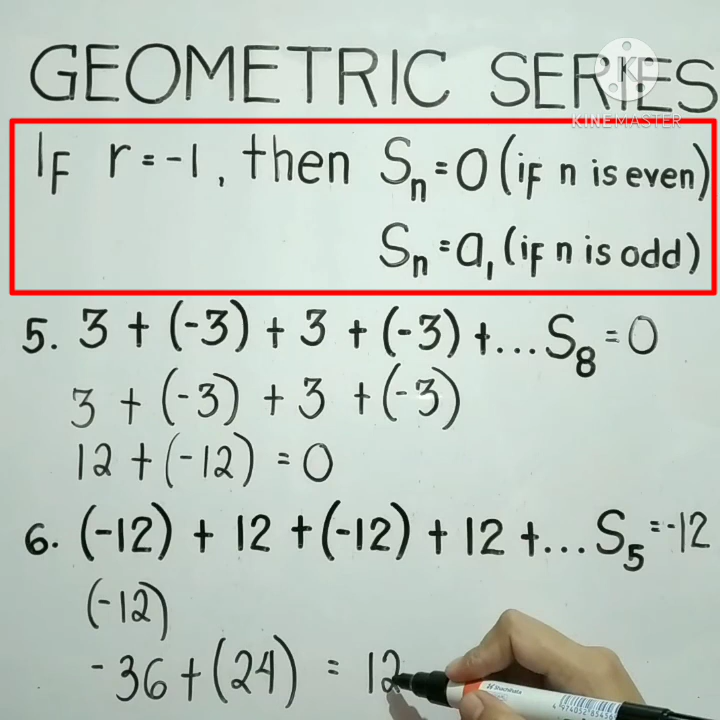 GEOMETRIC SERIES
K
KINEMASTER
IF r = -1, then Sn = 0 (if n is even)
Sn = a1 (if n is odd)
5. 3 + (-3) + 3 + (-3) + ... S8 = 0
3 + (-3) + 3 + (-3)
12 + (-12) = 0
6. (-12) + 12 + (-12) + 12 + ... S5 = -12
(-12)
-36 + (24) = 12
Shachihata